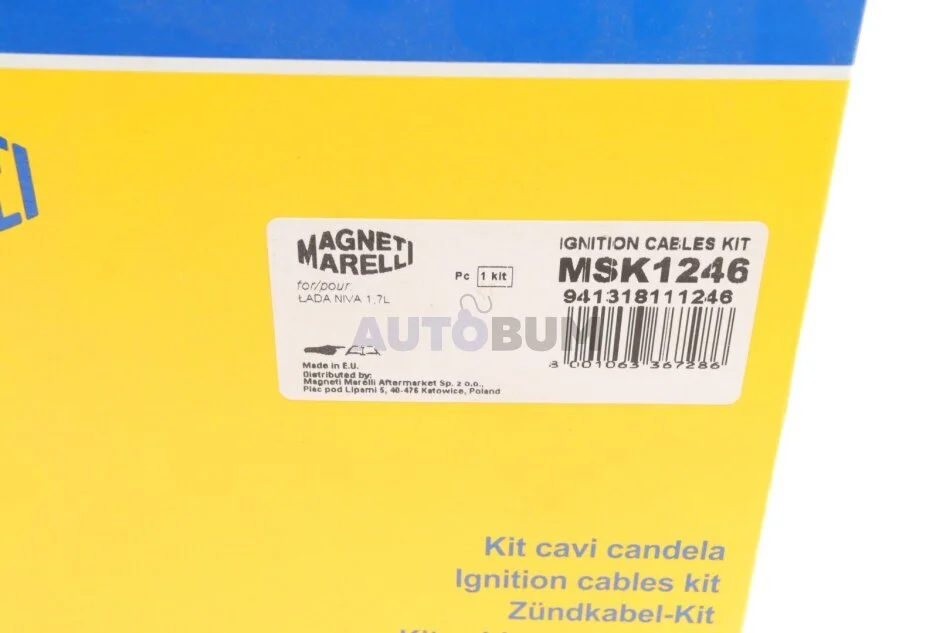 EI
MAGNETI
MARELLI
for/pour
ŁADA NIVA 1,7L
Pc 1 kit
IGNITION CABLES KIT
MSK1246
941318111246
8 001063 367286
AUTOBUM
Made in E.U.
Distributed by:
Magneti Marelli Aftermarket Sp. z o.o.,
Plac pod Lipami 5, 40-476 Katowice, Poland
Kit cavi candela
Ignition cables kit
Zündkabel-Kit